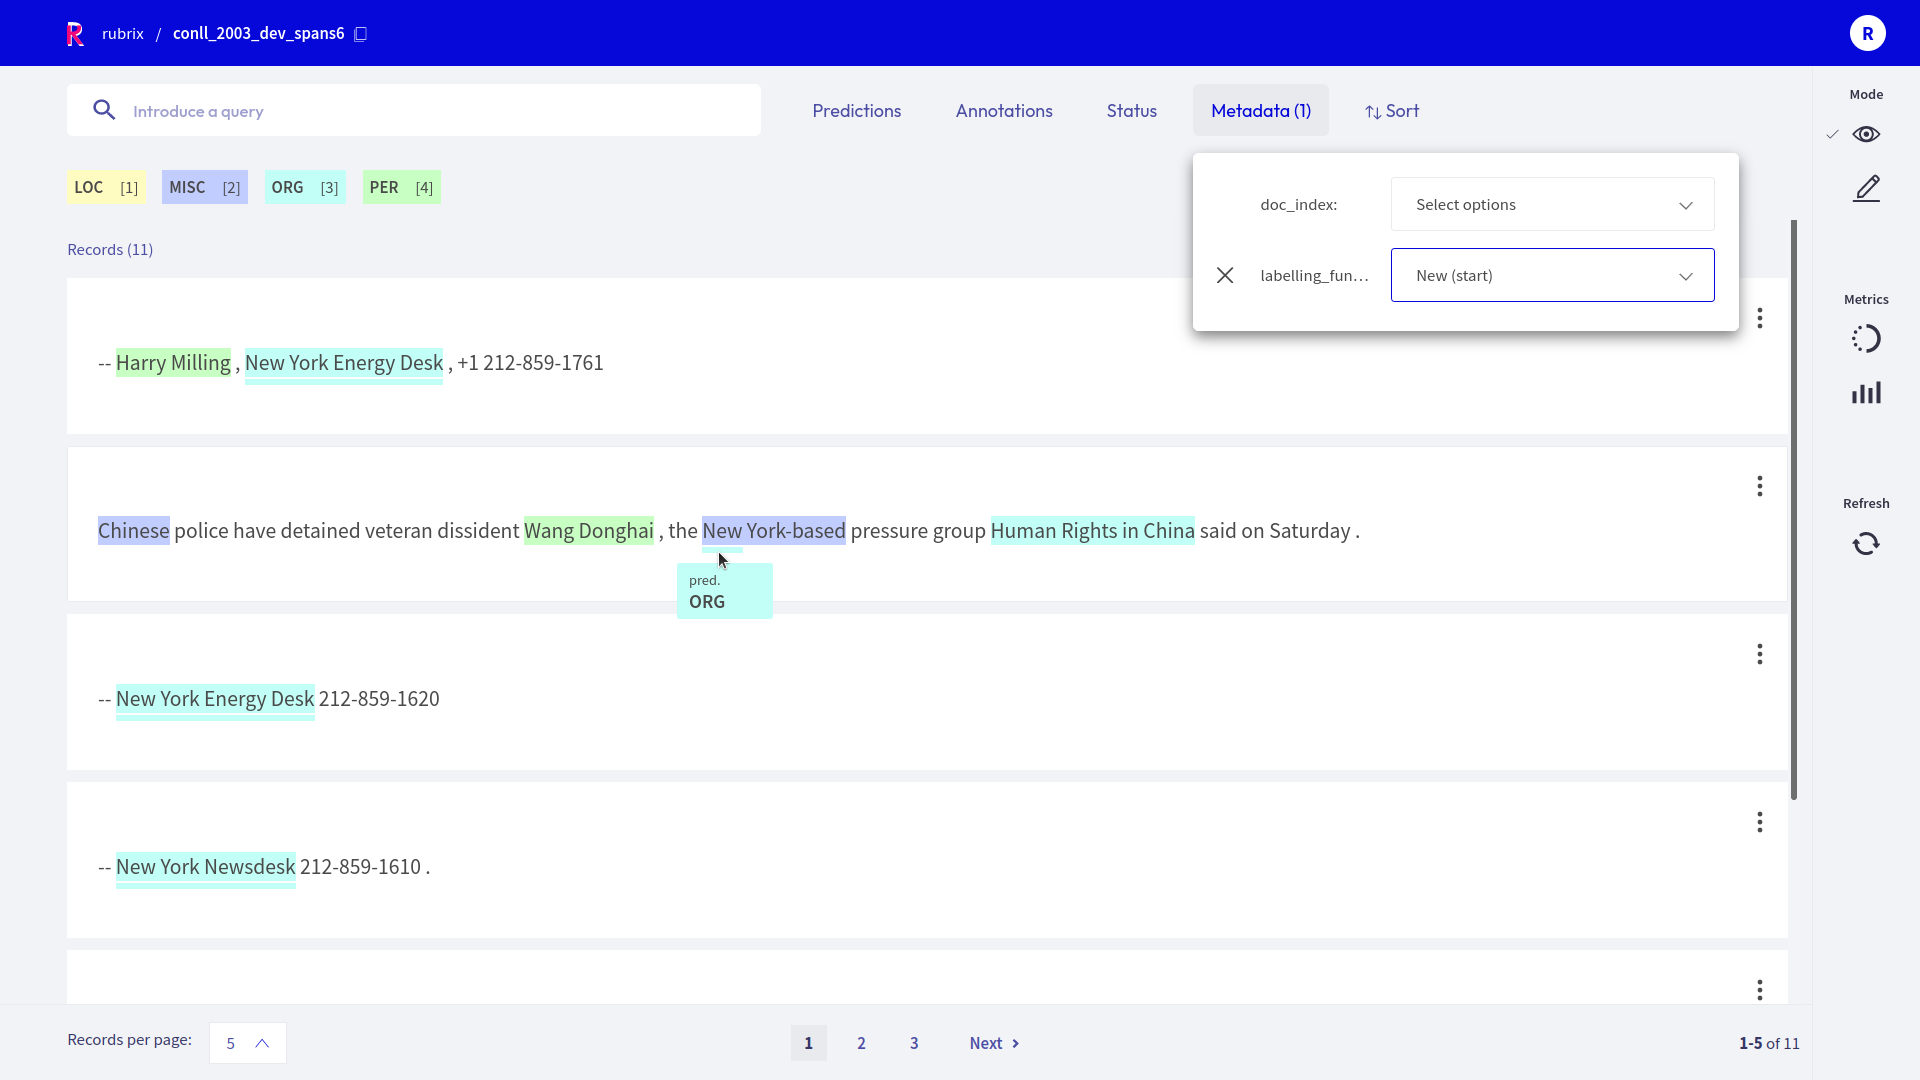 rubrix / conll_2003_dev_spans6
R
Introduce a query
Predictions
Annotations
Status
Metadata (1)
Sort
Mode
doc_index:
Select options
labelling_fun…
New (start)
LOC [1]
MISC [2]
ORG [3]
PER [4]
Records (11)
Metrics
Refresh
-- Harry Milling , New York Energy Desk , +1 212-859-1761
Chinese police have detained veteran dissident Wang Donghai , the New York-based pressure group Human Rights in China said on Saturday .
pred.
ORG
-- New York Energy Desk 212-859-1620
-- New York Newsdesk 212-859-1610 .
Records per page:
5
1
2
3
Next
1-5 of 11